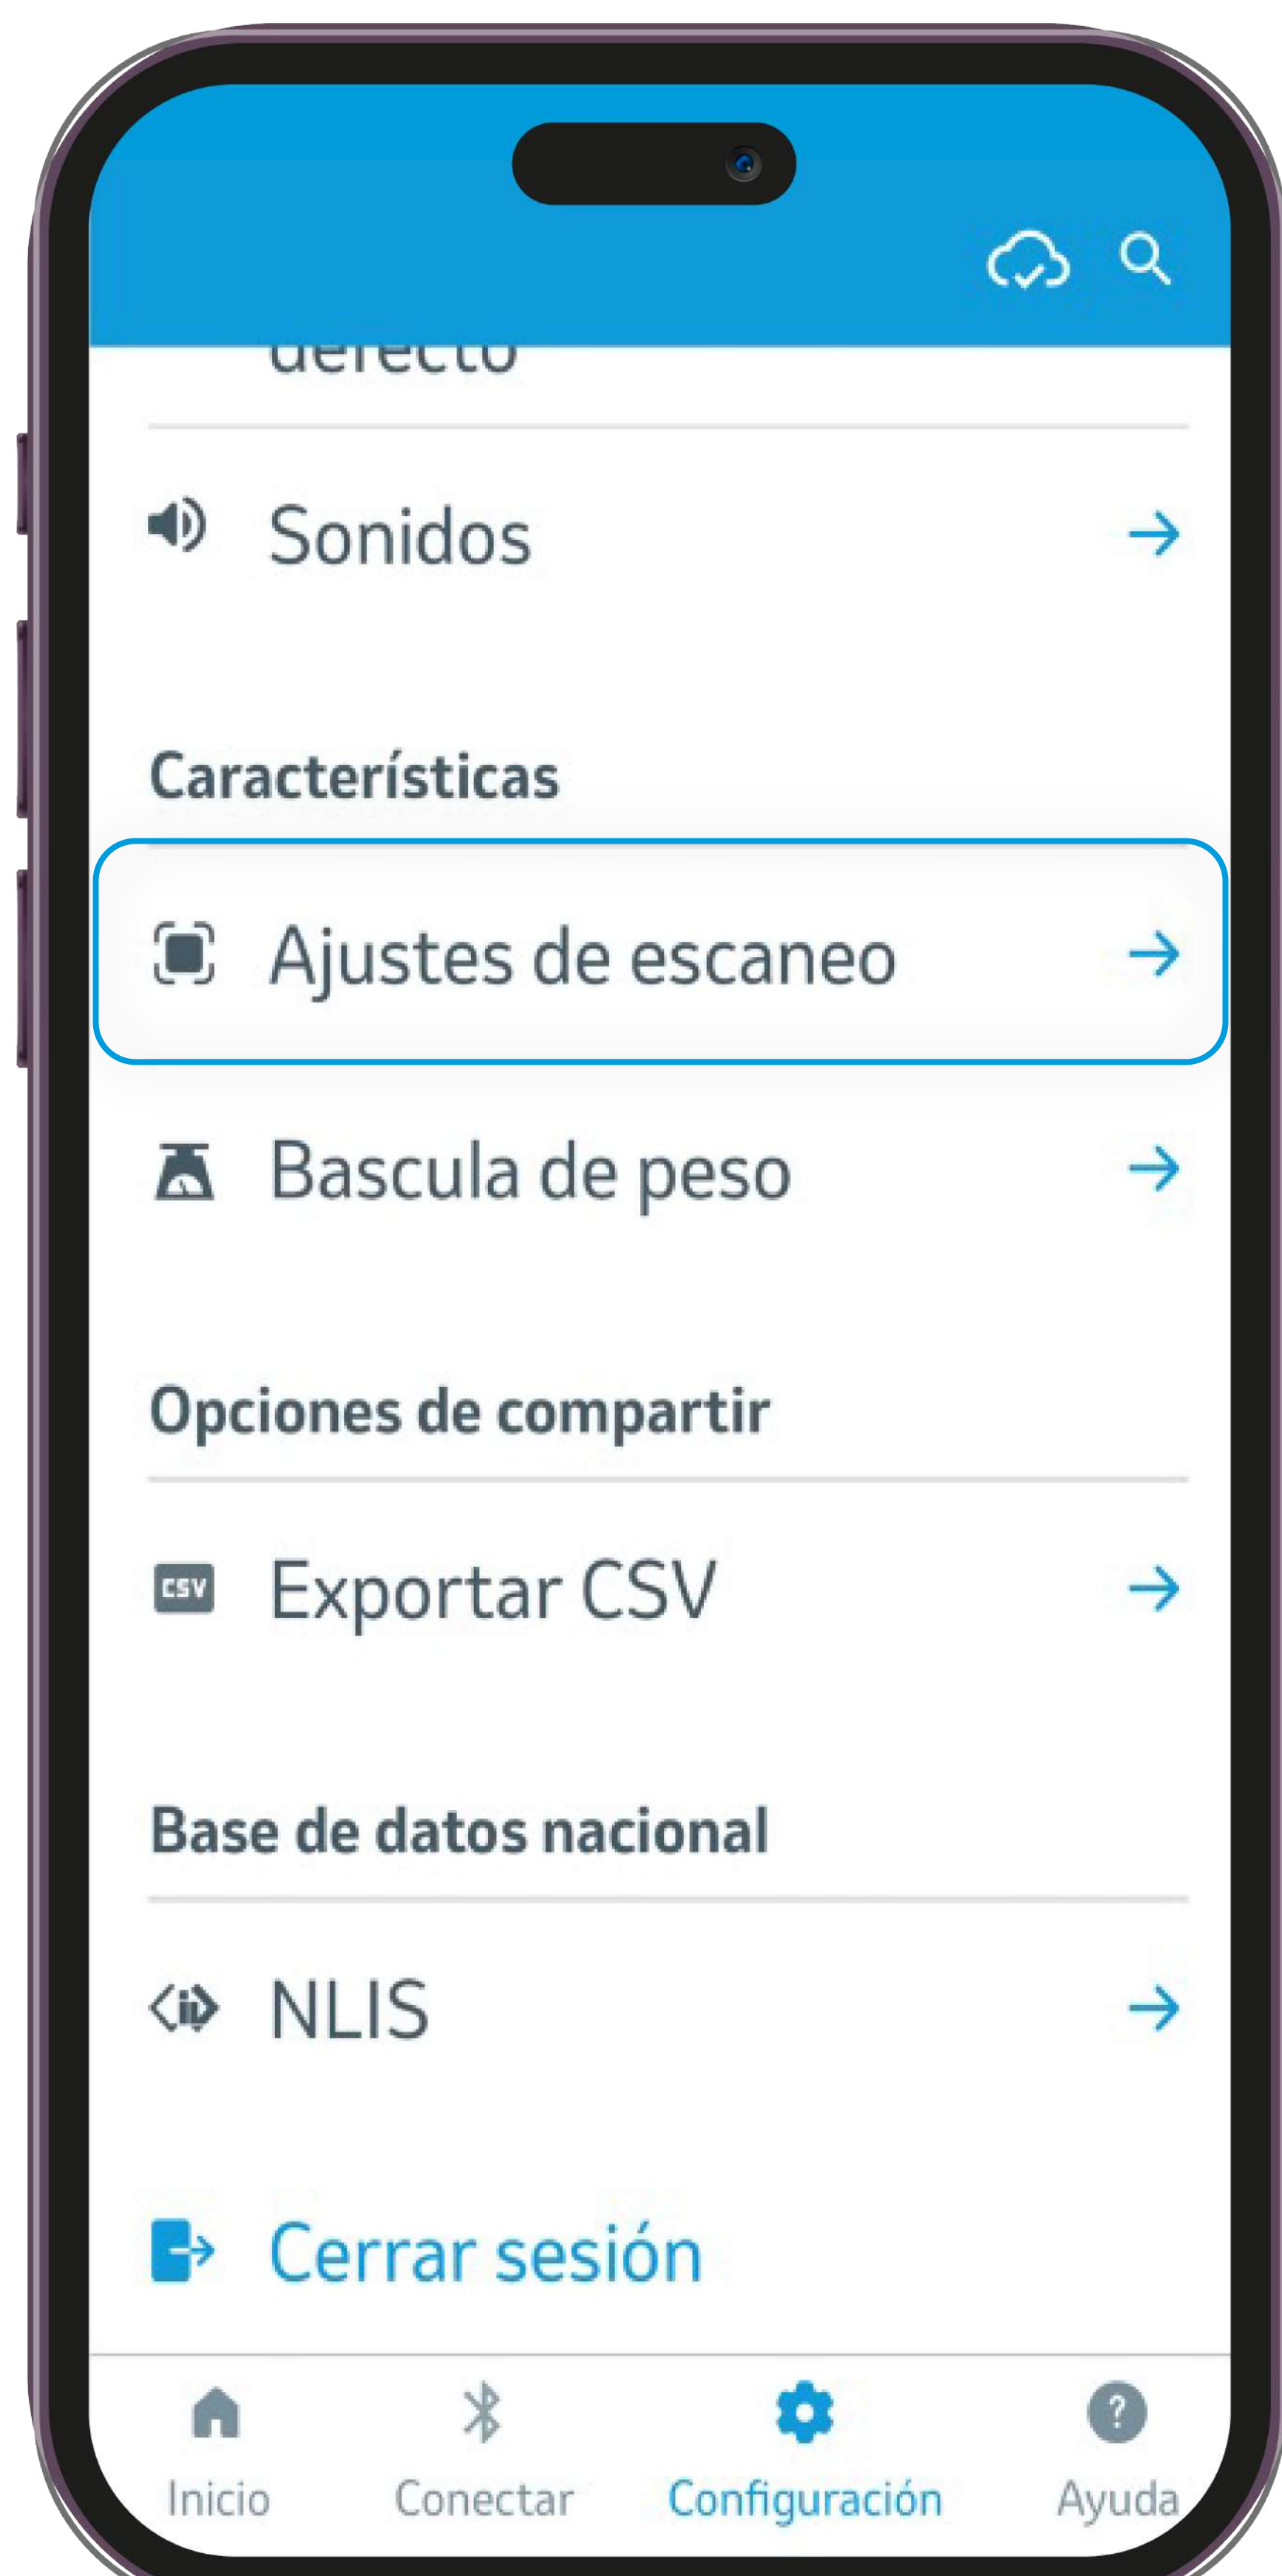 defecto
Sonidos
Características
Ajustes de escaneo
Bascula de peso
Opciones de compartir
CSV Exportar CSV
Base de datos nacional
NLIS
Cerrar sesión
Inicio Conectar Configuración Ayuda